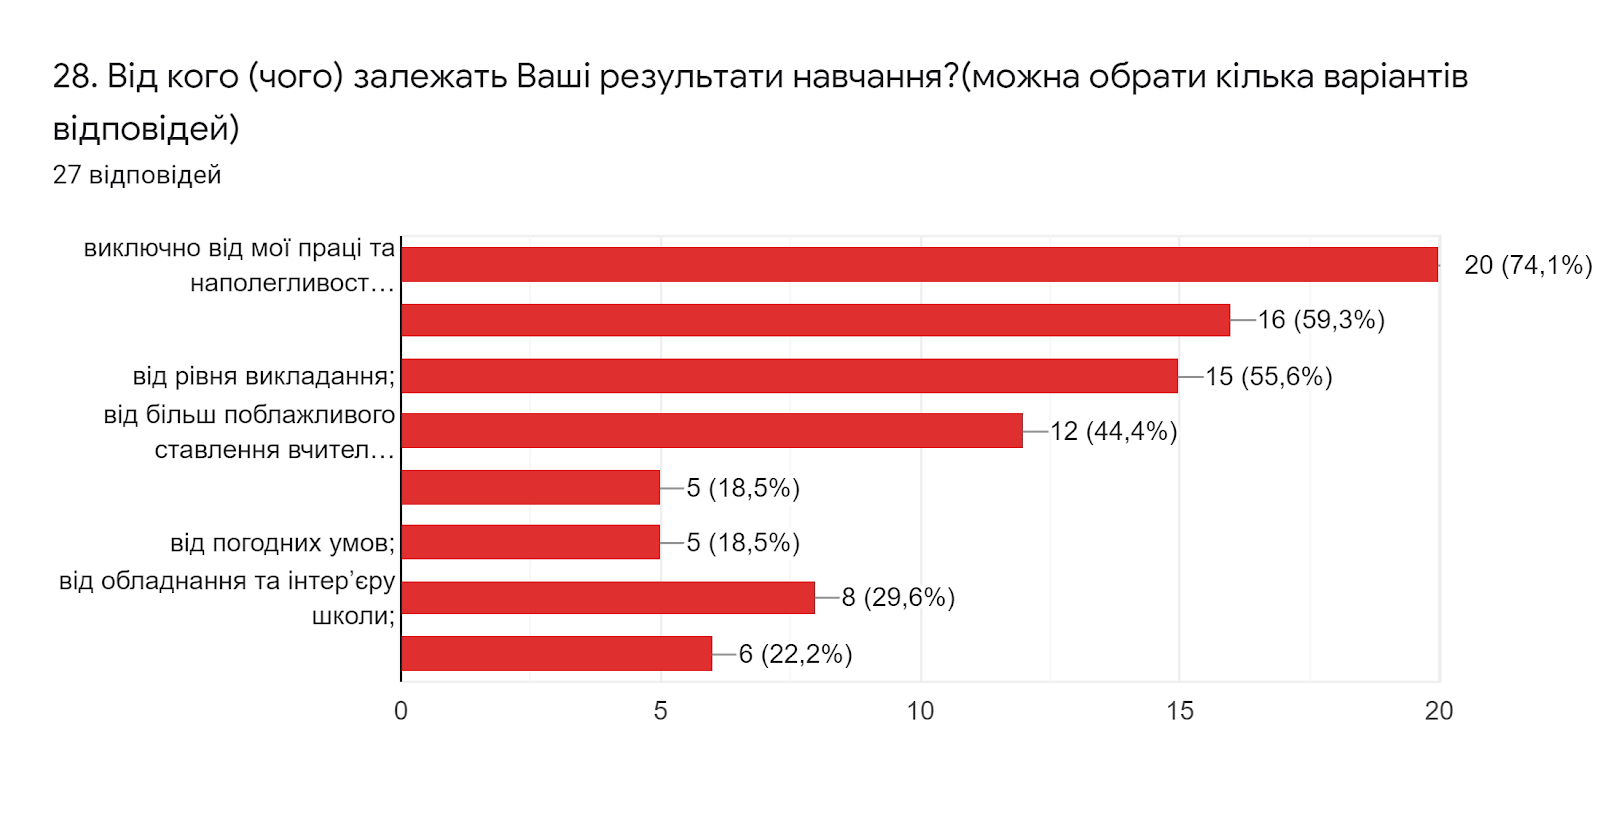 28. Від кого (чого) залежать Ваші результати навчання?(можна обрати кілька варіантів
відповідей)
27 відповідей
виключно від мої праці та
наполегливост…
20 (74,1%)
16 (59,3%)
від рівня викладання;
15 (55,6%)
від більш поблажливого
ставлення вчител…
12 (44,4%)
5 (18,5%)
від погодних умов;
5 (18,5%)
від обладнання та інтер’єру
школи;
8 (29,6%)
6 (22,2%)
0 5 10 15 20